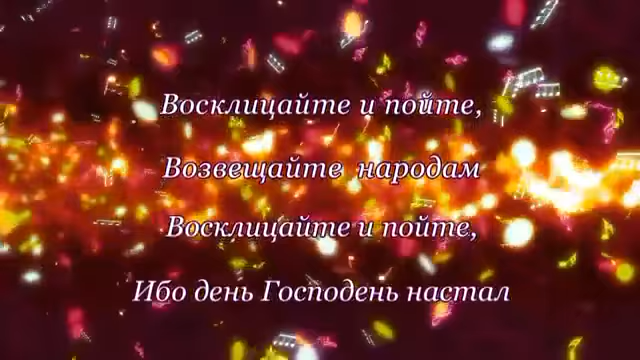 Восклицайте и пойте,
Возвещайте народам
Восклицайте и пойте,
Ибо день Господень настал